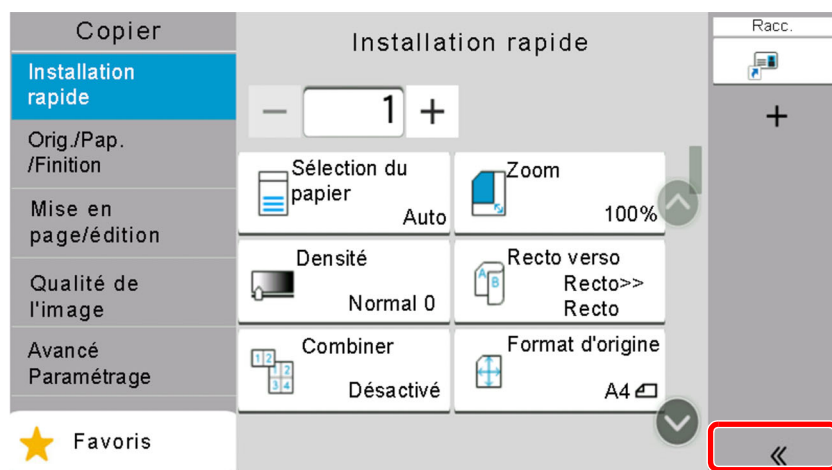 Copier
Installation
rapide
Orig./Pap.
/Finition
Mise en
page/édition
Qualité de
l'image
Avancé
Paramétrage
Favoris
Installation rapide
− 1 +
Sélection du
papier
Auto
Zoom
100%
Densité
Normal 0
Recto verso
Recto>>
Recto
Combiner
Désactivé
Format d'origine
A4
Racc.
+
«